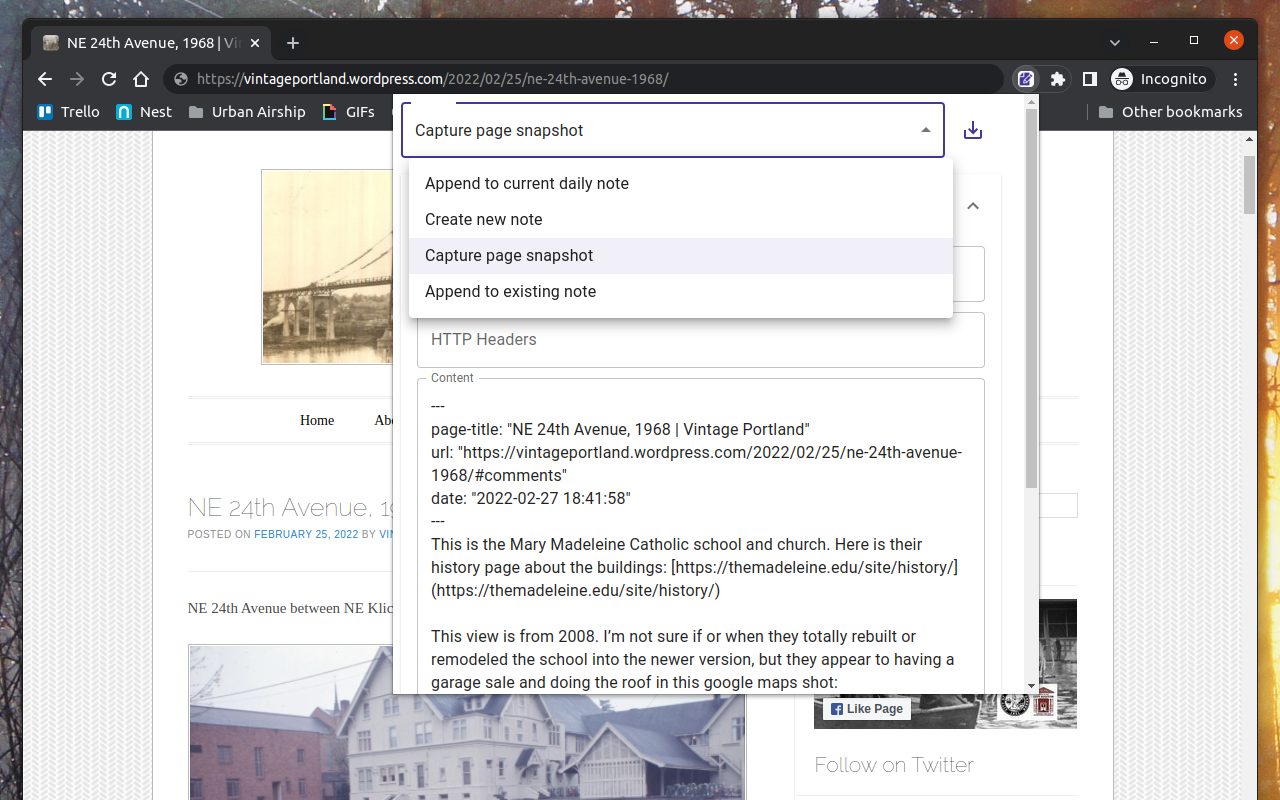 NE 24th Avenue, 1968 | Vi
https://vintageportland.wordpress.com/2022/02/25/ne-24th-avenue-1968/
Incognito
Trello
Nest
Urban Airship
GIFs
Other bookmarks
Capture page snapshot
Append to current daily note
Create new note
Capture page snapshot
Append to existing note
HTTP Headers
Content
---
page-title: "NE 24th Avenue, 1968 | Vintage Portland"
url: "https://vintageportland.wordpress.com/2022/02/25/ne-24th-avenue-
1968/#comments"
date: "2022-02-27 18:41:58"
---
This is the Mary Madeleine Catholic school and church. Here is their
history page about the buildings: [https://themadeleine.edu/site/history/]
(https://themadeleine.edu/site/history/)
This view is from 2008. I’m not sure if or when they totally rebuilt or
remodeled the school into the newer version, but they appear to having a
garage sale and doing the roof in this google maps shot:
Home
Ab
NE 24th Avenue, 19
POSTED ON FEBRUARY 25, 2022 BY VIN
NE 24th Avenue between NE Klic
Like Page
Follow on Twitter